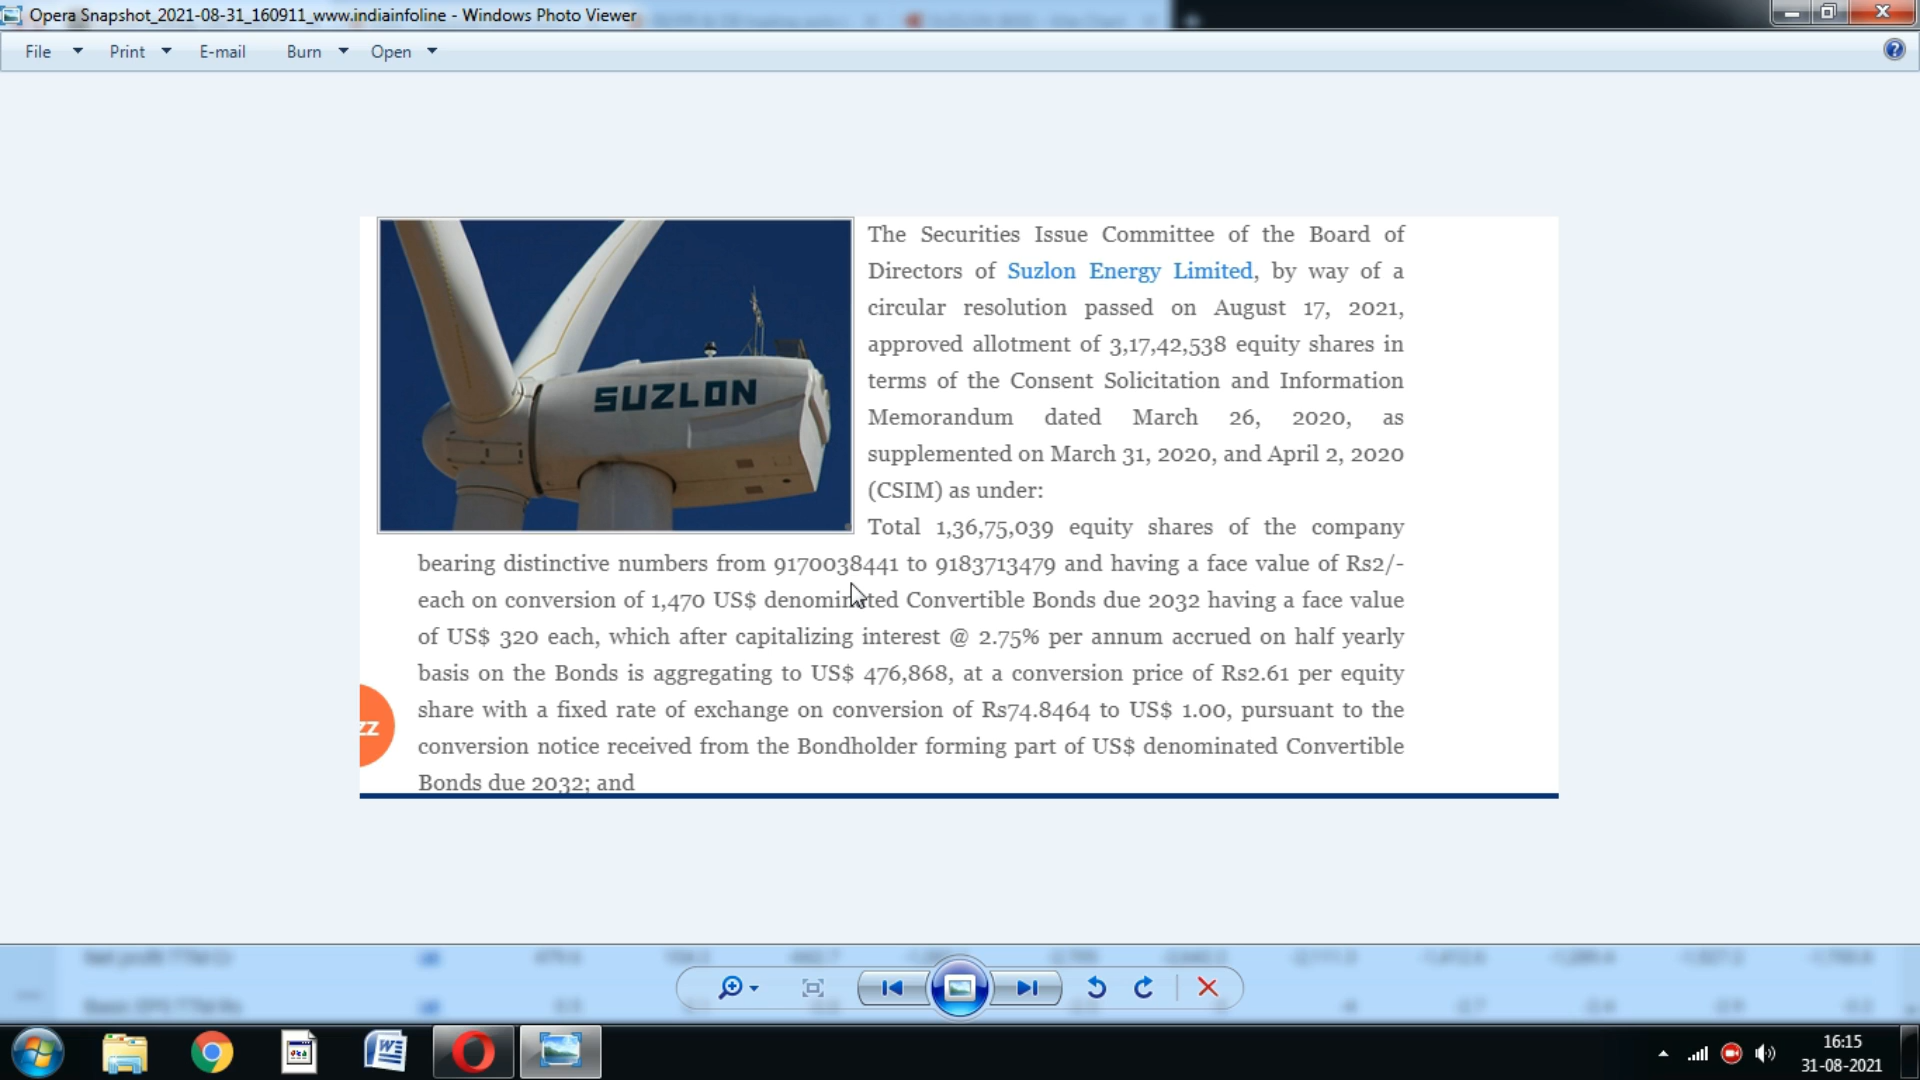 Opera Snapshot_2021-08-31_160911_www.indiainfoline - Windows Photo Viewer
File Print E-mail Burn Open
SUZLON
The Securities Issue Committee of the Board of
Directors of Suzlon Energy Limited, by way of a
circular resolution passed on August 17, 2021,
approved allotment of 3,17,42,538 equity shares in
terms of the Consent Solicitation and Information
Memorandum dated March 26, 2020, as
supplemented on March 31, 2020, and April 2, 2020
(CSIM) as under:
Total 1,36,75,039 equity shares of the company
bearing distinctive numbers from 9170038441 to 9183713479 and having a face value of Rs2/-
each on conversion of 1,470 US$ denominated Convertible Bonds due 2032 having a face value
of US$ 320 each, which after capitalizing interest @ 2.75% per annum accrued on half yearly
basis on the Bonds is aggregating to US$ 476,868, at a conversion price of Rs2.61 per equity
share with a fixed rate of exchange on conversion of Rs74.8464 to US$ 1.00, pursuant to the
conversion notice received from the Bondholder forming part of US$ denominated Convertible
Bonds due 2032; and
zz
16:15
31-08-2021